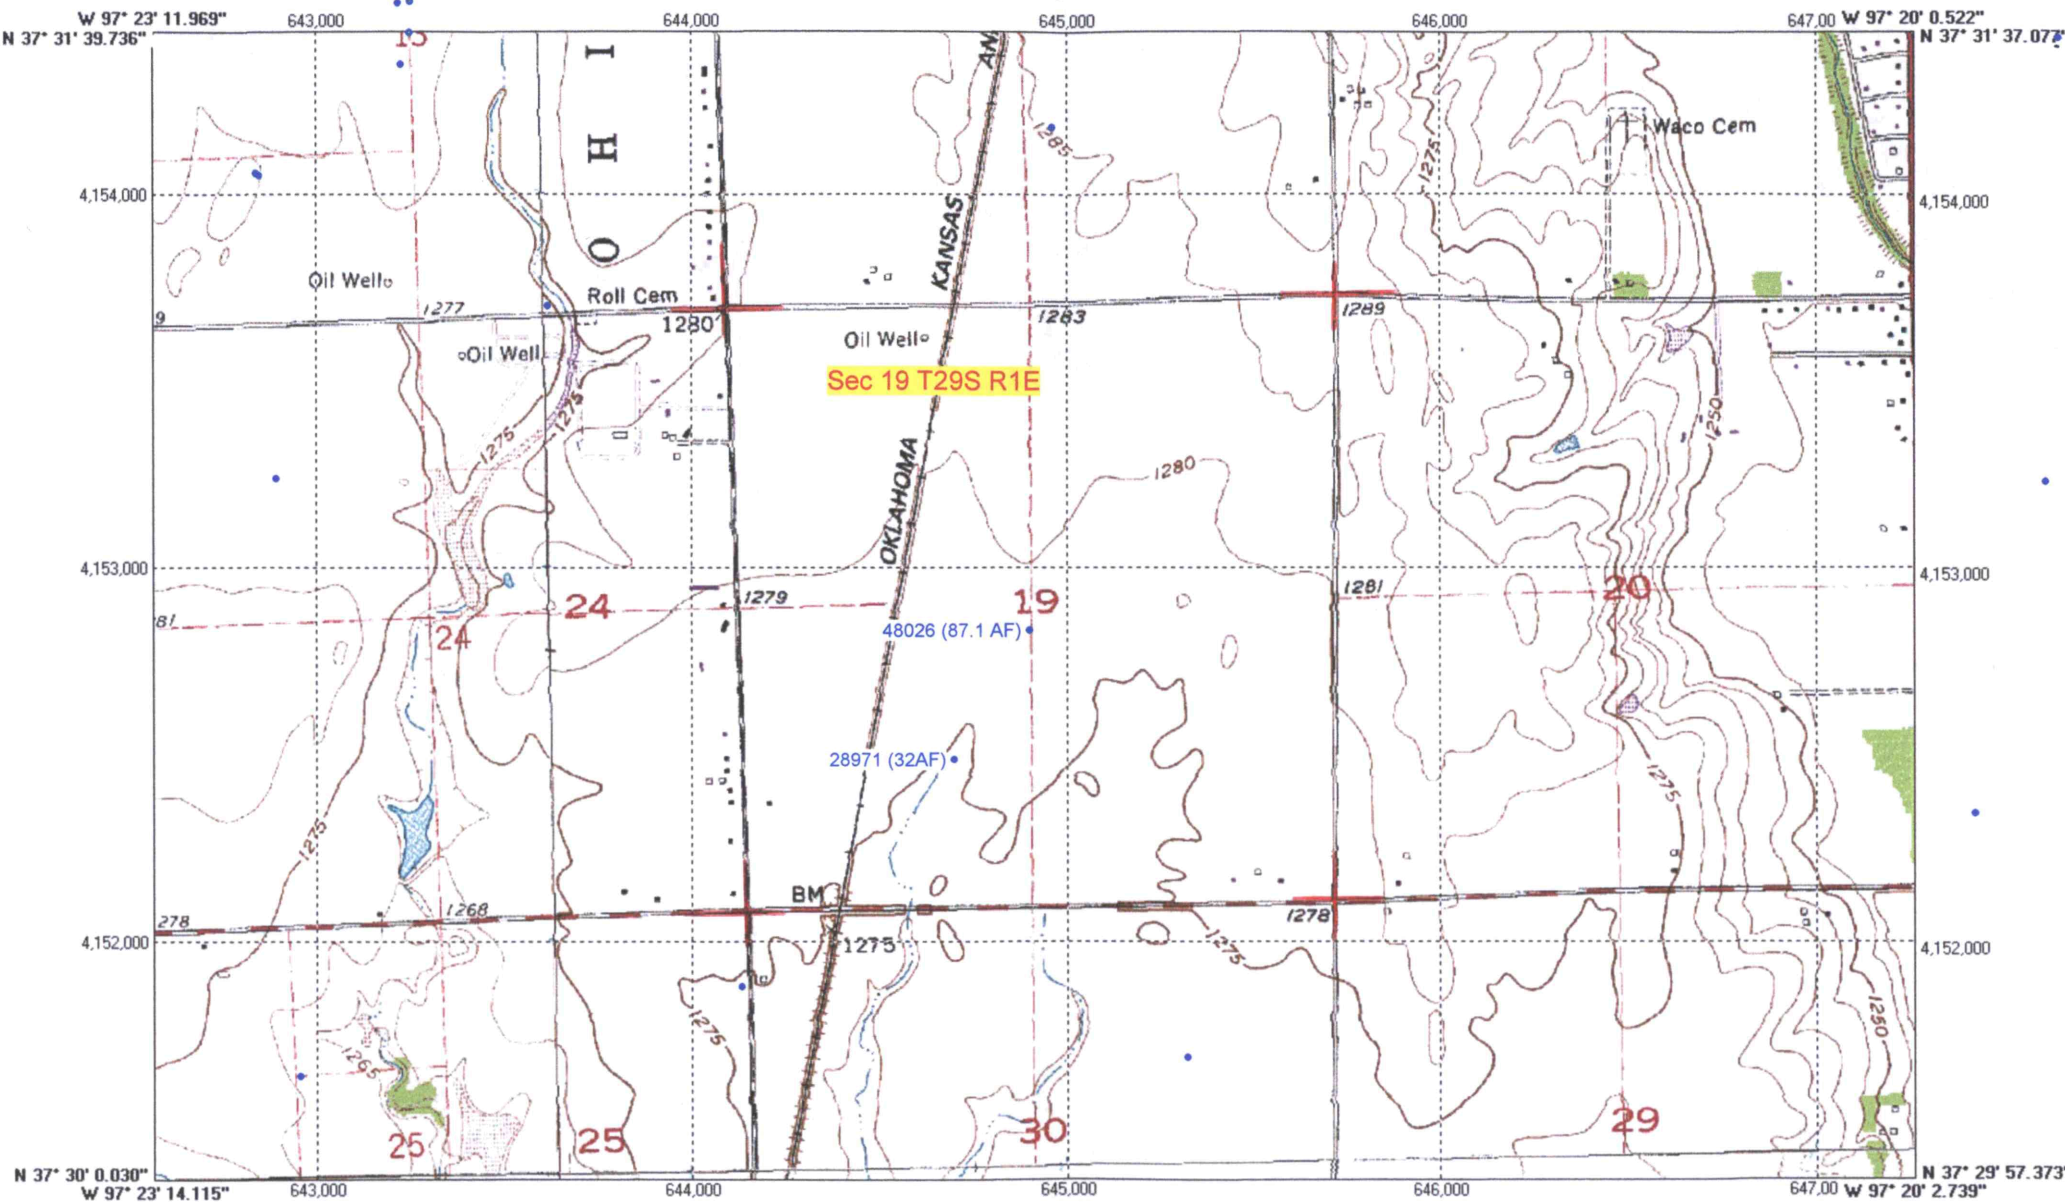 W 97° 23' 11.969" 643,000 644,000 645,000 646,000 647,00 W 97° 20' 0.522"
N 37° 31' 39.736" N 37° 31' 37.077"
I
H
O
AN
1285
1275
Waco Cem
4,154,000 4,154,000
KANSAS
Oil Well
1277
Roll Cem
1280
1283
1289
9
Oil Well
Oil Well
Sec 19 T29S R1E
1275
1275
1250
OKLAHOMA
1280
4,153,000 4,153,000
24
1279
19
1281
20
81
24
48026 (87.1 AF)
28971 (32AF)
1275
1275
BM
278
1268
1278
4,152,000 4,152,000
1275
1275
1275
1250
1265
25
25
30
29
N 37° 30' 0.030" N 37° 29' 57.373"
W 97° 23' 14.115" 643,000 644,000 645,000 646,000 647,00 W 97° 20' 2.739"